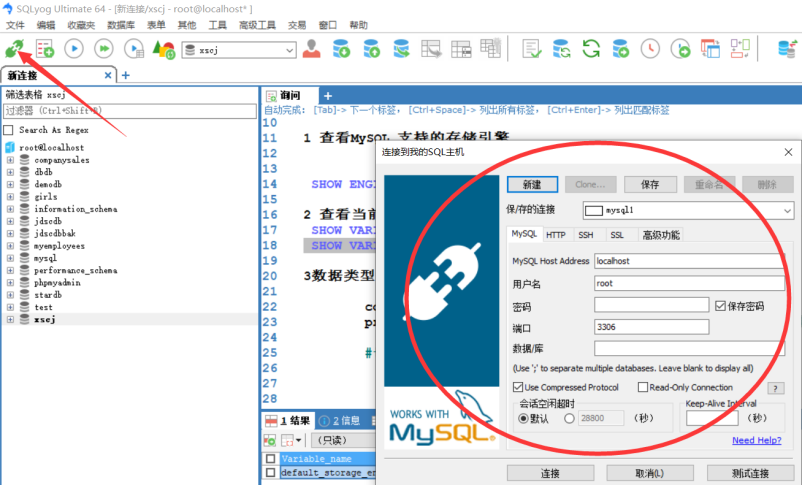 SQLyog Ultimate 64 - [新连接/xscj - root@localhost* ]
文件 编辑 收藏夹 数据库 表单 其他 工具 高级工具 交易 窗口 帮助
xscj
新连接 × +
筛选表格 xscj
过滤器 (Ctrl+Shift+B)
Search As Regex
root@localhost
companysales
dbdb
demodb
girls
information_schema
jdscdb
jdscdbbak
myemployees
mysql
performance_schema
phpmyadmin
stardb
test
xscj
询问 +
自动完成: [Tab]-> 下一个标签, [Ctrl+Space]-> 列出所有标签, [Ctrl+Enter]-> 列出匹配标签
10
11 1 查看MySQL 支持的存储引擎
12
13
14 SHOW ENG
15
16 2 查看当前
17 SHOW VARI
18 SHOW VARI
19
20 3数据类型
21
22 co
23 pr
24
25 #
26
27
28
1 结果 2 信息
(只读)
Variable_name
default_storage_en
连接到我的SQL主机
新建 Clone... 保存 重命名 删除
保/存的连接 mysql1
MySQL HTTP SSH SSL 高级功能
MySQL Host Address localhost
用户名 root
密码 保存密码
端口 3306
数据/库
(Use ';' to separate multiple databases. Leave blank to display all)
Use Compressed Protocol Read-Only Connection ?
会话空闲超时 Keep-Alive Interval
默认 28800 (秒) (秒)
Need Help?
WORKS WITH
MySQL®
连接 取消(L) 测试连接